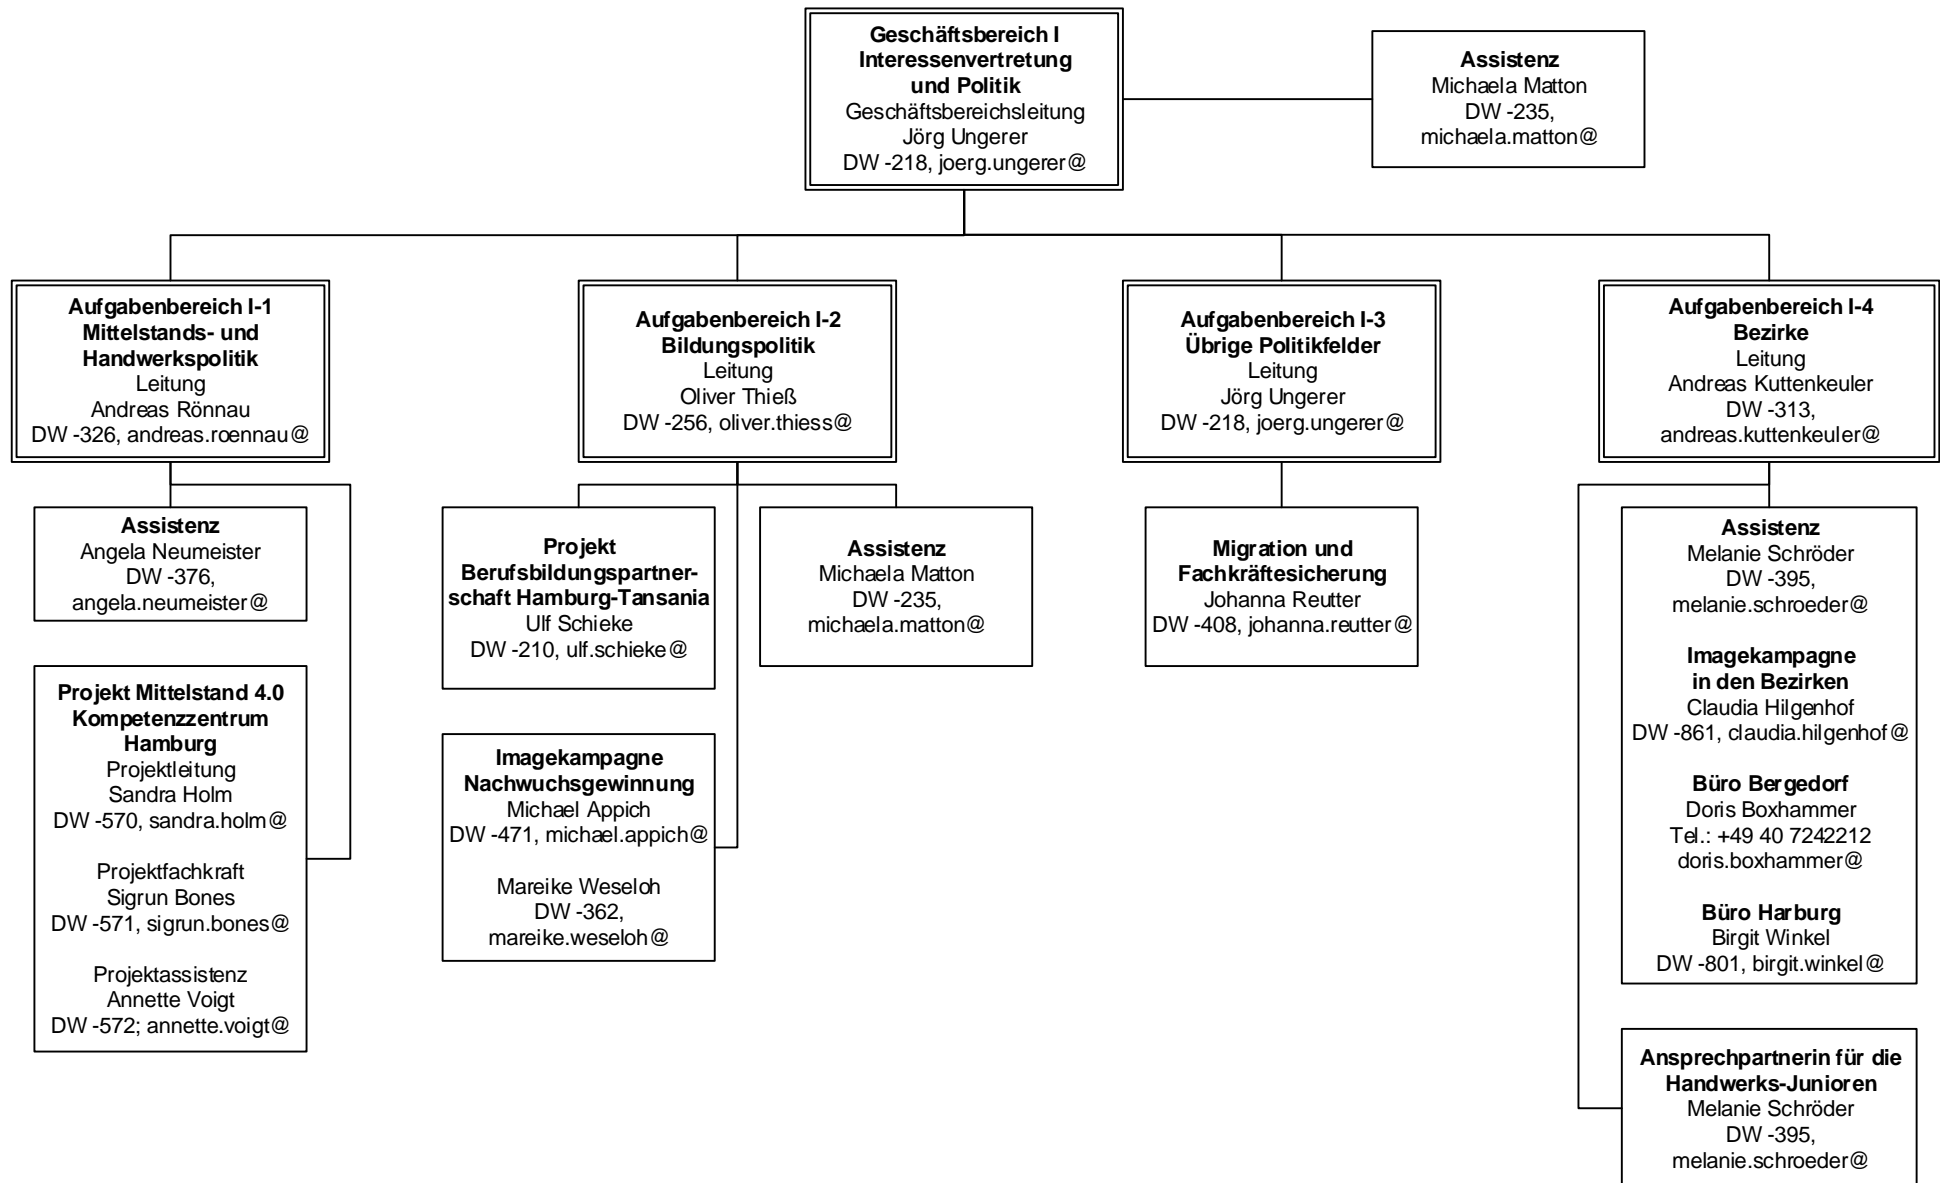 Geschäftsbereich I
Interessenvertretung
und Politik
Geschäftsbereichsleitung
Jörg Ungerer
DW -218, joerg.ungerer@
Assistenz
Michaela Matton
DW -235,
michaela.matton@
Aufgabenbereich I-1
Mittelstands- und
Handwerkspolitik
Leitung
Andreas Rönnau
DW -326, andreas.roennau@
Aufgabenbereich I-2
Bildungspolitik
Leitung
Oliver Thieß
DW -256, oliver.thiess@
Aufgabenbereich I-3
Übrige Politikfelder
Leitung
Jörg Ungerer
DW -218, joerg.ungerer@
Aufgabenbereich I-4
Bezirke
Leitung
Andreas Kuttenkeuler
DW -313,
andreas.kuttenkeuler@
Assistenz
Angela Neumeister
DW -376,
angela.neumeister@
Projekt Mittelstand 4.0
Kompetenzzentrum
Hamburg
Projektleitung
Sandra Holm
DW -570, sandra.holm@
Projektfachkraft
Sigrun Bones
DW -571, sigrun.bones@
Projektassistenz
Annette Voigt
DW -572; annette.voigt@
Projekt
Berufsbildungspartner-
schaft Hamburg-Tansania
Ulf Schieke
DW -210, ulf.schieke@
Assistenz
Michaela Matton
DW -235,
michaela.matton@
Imagekampagne
Nachwuchsgewinnung
Michael Appich
DW -471, michael.appich@
Mareike Weseloh
DW -362,
mareike.weseloh@
Migration und
Fachkräftesicherung
Johanna Reutter
DW -408, johanna.reutter@
Assistenz
Melanie Schröder
DW -395,
melanie.schroeder@
Imagekampagne
in den Bezirken
Claudia Hilgenhof
DW -861, claudia.hilgenhof@
Büro Bergedorf
Doris Boxhammer
Tel.: +49 40 7242212
doris.boxhammer@
Büro Harburg
Birgit Winkel
DW -801, birgit.winkel@
Ansprechpartnerin für die
Handwerks-Junioren
Melanie Schröder
DW -395,
melanie.schroeder@